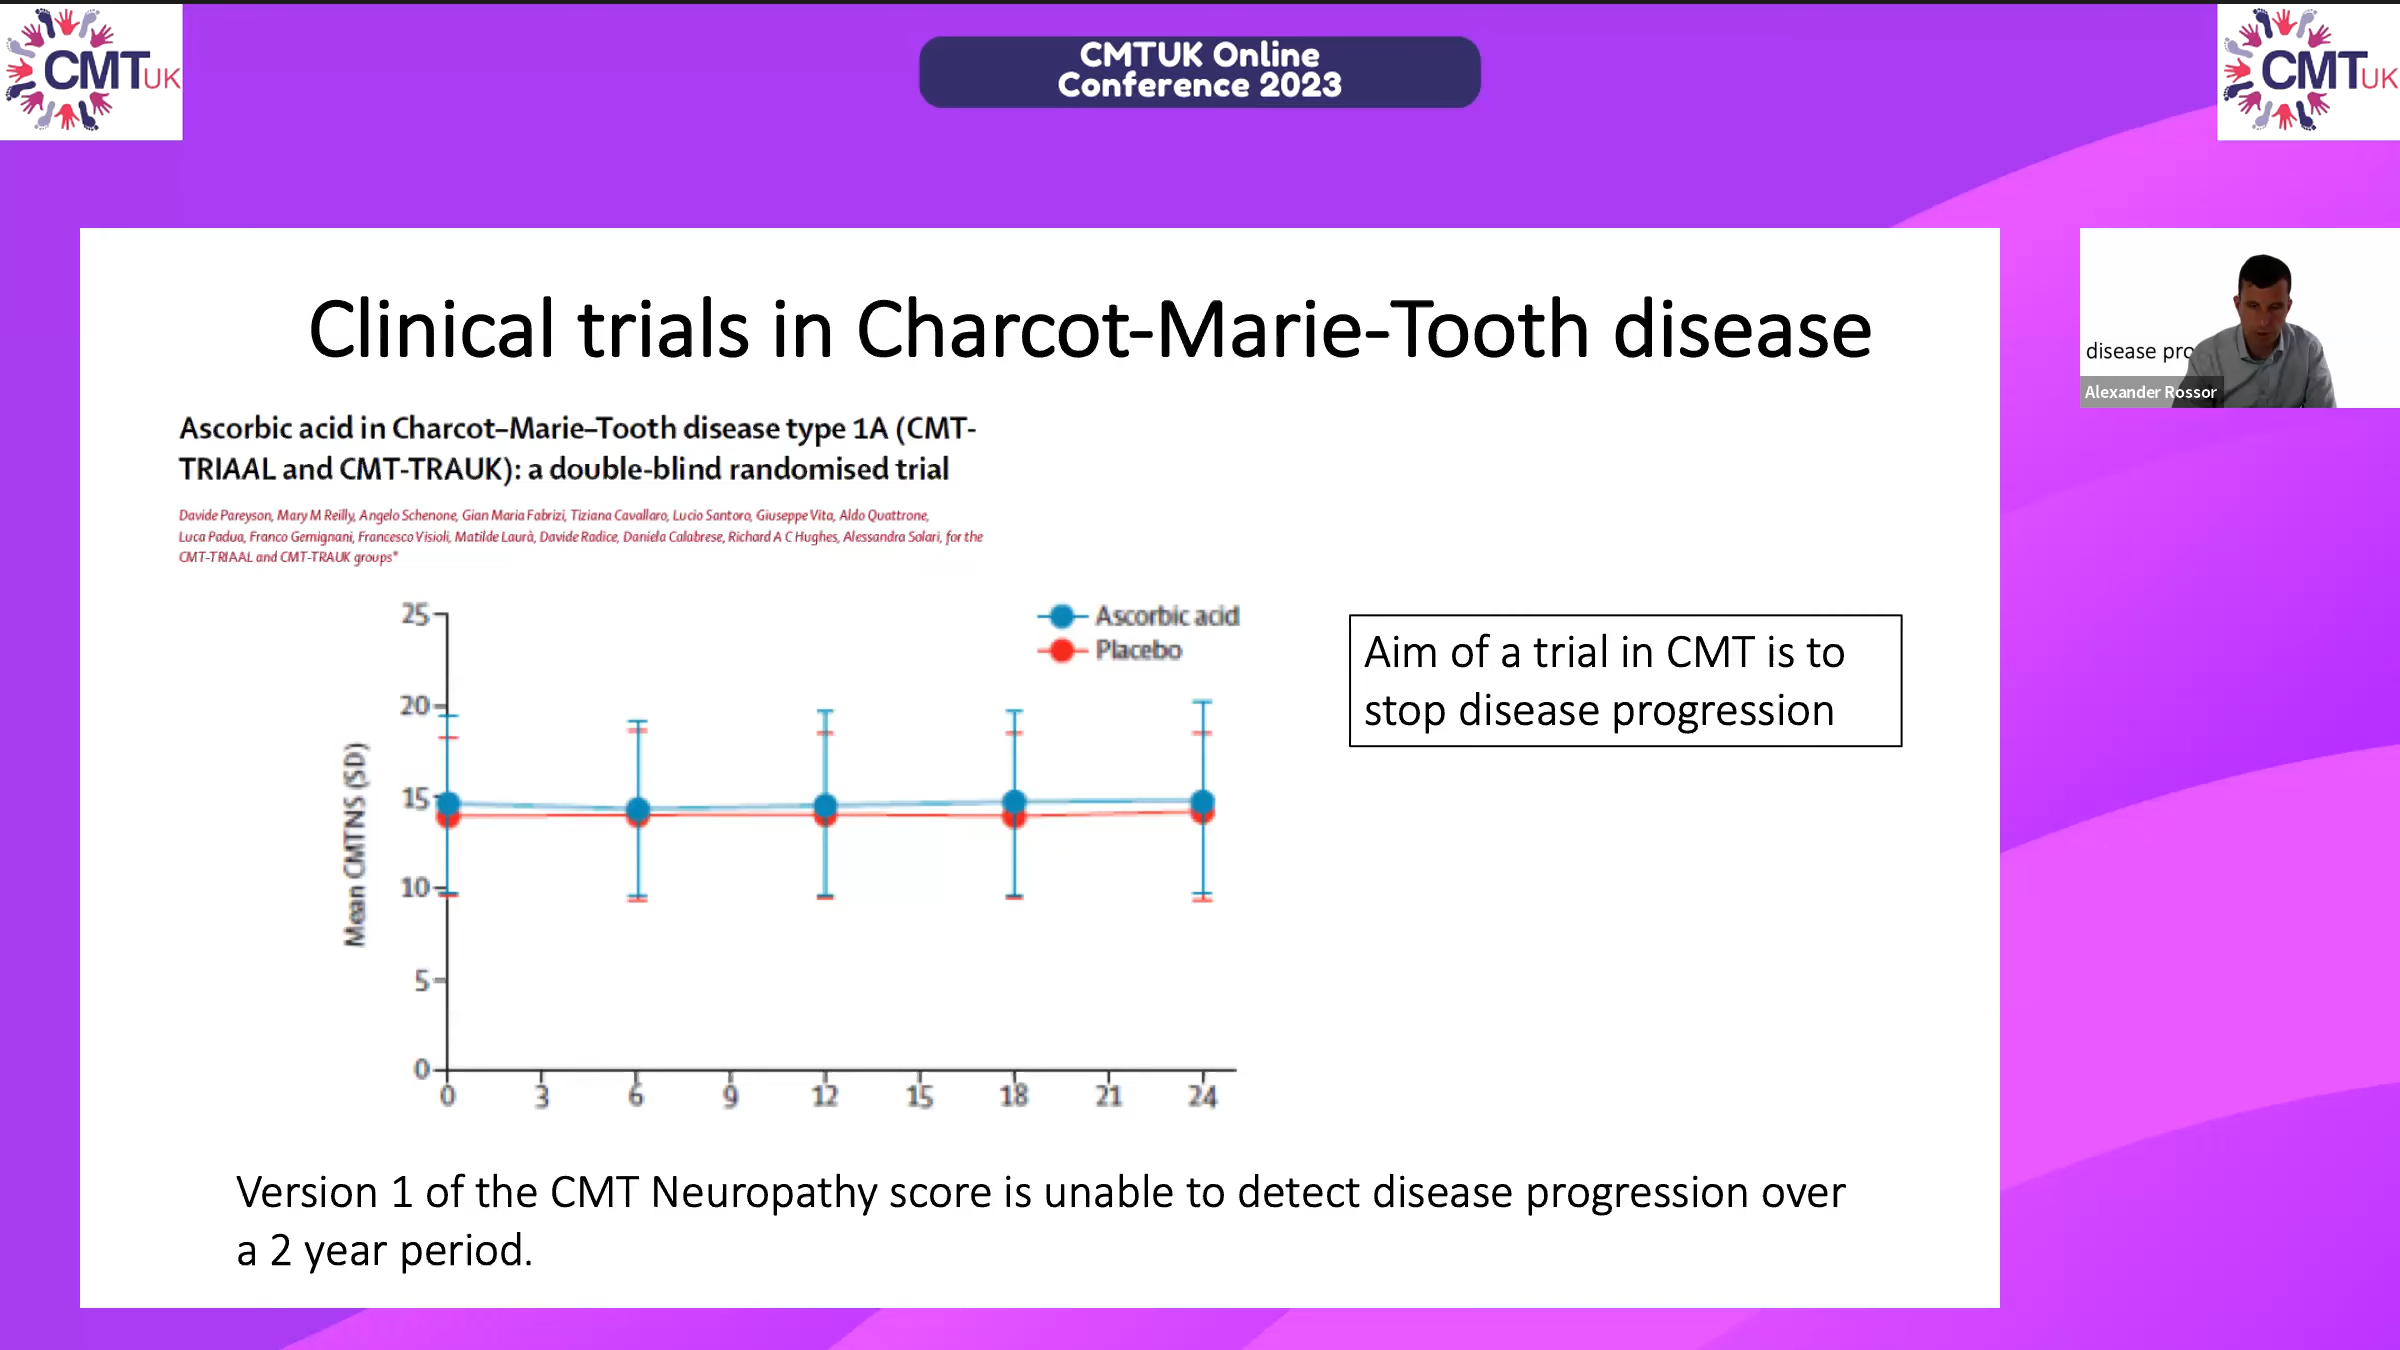 CMTUK
CMTUK Online
Conference 2023
CMTUK
Clinical trials in Charcot-Marie-Tooth disease
disease pro
Alexander Rossor
Ascorbic acid in Charcot–Marie–Tooth disease type 1A (CMT-
TRIAAL and CMT-TRAUK): a double-blind randomised trial
Davide Pareyson, Mary M Reilly, Angelo Schenone, Gian Maria Fabrizi, Tiziana Cavallaro, Lucio Santoro, Giuseppe Vita, Aldo Quattrone,
Luca Padua, Franco Gemignani, Francesco Visioli, Matilde Laurà, Davide Radice, Daniela Calabrese, Richard A C Hughes, Alessandra Solari, for the
CMT-TRIAAL and CMT-TRAUK groups*
Ascorbic acid
Placebo
Mean CMTNS (SD)
25
20
15
10
5
0
0 3 6 9 12 15 18 21 24
Aim of a trial in CMT is to
stop disease progression
Version 1 of the CMT Neuropathy score is unable to detect disease progression over
a 2 year period.